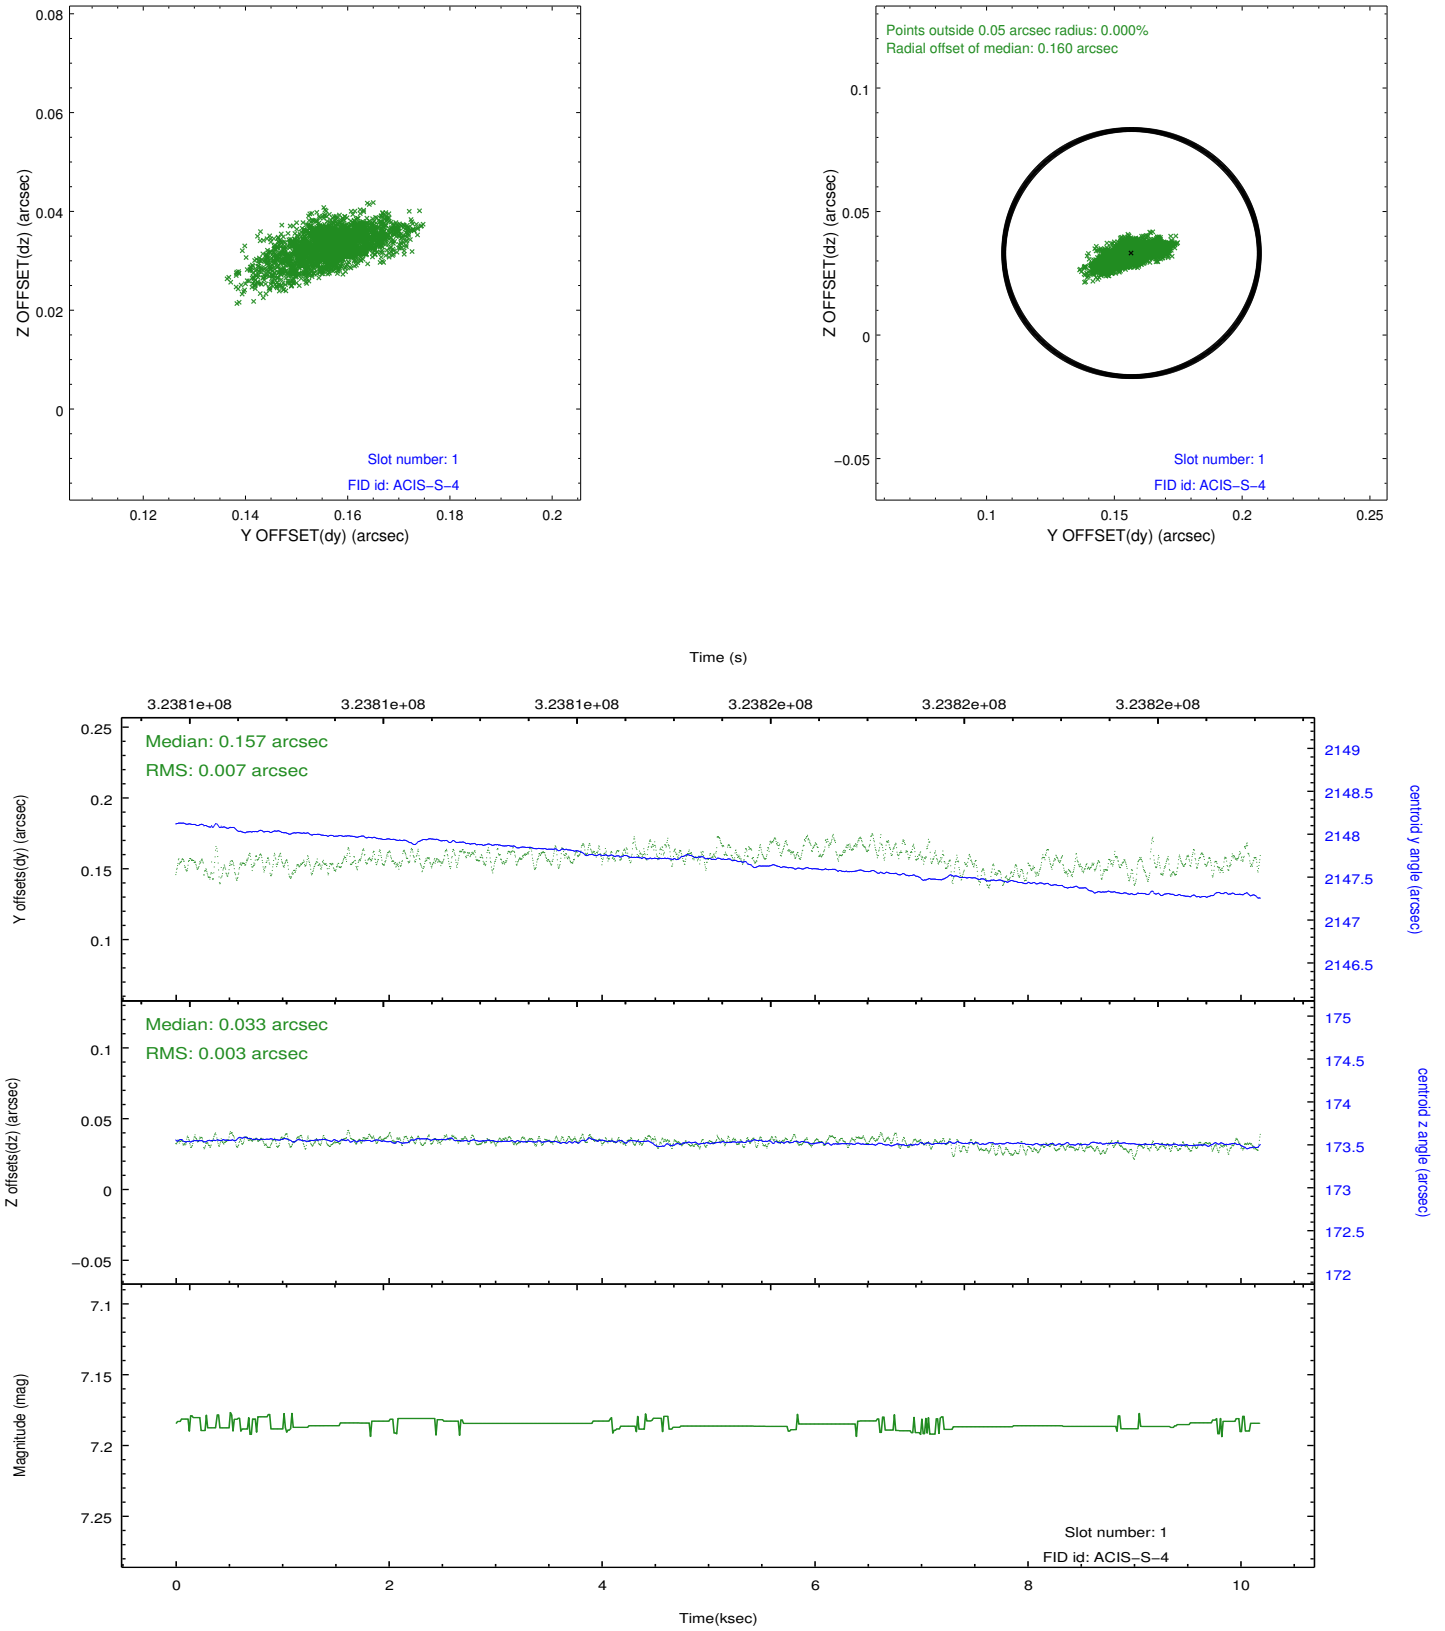 0.08
0.06
0.04
0.02
0
Z OFFSET(dz) (arcsec)
Slot number: 1
FID id: ACIS−S−4
0.12 0.14 0.16 0.18 0.2
Y OFFSET(dy) (arcsec)
Points outside 0.05 arcsec radius: 0.000%
Radial offset of median: 0.160 arcsec
0.1
0.05
0
−0.05
Z OFFSET(dz) (arcsec)
Slot number: 1
FID id: ACIS−S−4
0.1 0.15 0.2 0.25
Y OFFSET(dy) (arcsec)
Time (s)
3.2381e+08 3.2381e+08 3.2381e+08 3.2382e+08 3.2382e+08 3.2382e+08
Median: 0.157 arcsec
RMS: 0.007 arcsec
0.25
0.2
0.15
0.1
Y offsets(dy) (arcsec)
2149
2148.5
2148
2147.5
2147
2146.5
centroid y angle (arcsec)
Median: 0.033 arcsec
RMS: 0.003 arcsec
0.1
0.05
0
−0.05
Z offsets(dz) (arcsec)
175
174.5
174
173.5
173
172.5
172
centroid z angle (arcsec)
7.1
7.15
7.2
7.25
Magnitude (mag)
Slot number: 1
FID id: ACIS−S−4
0 2 4 6 8 10
Time(ksec)